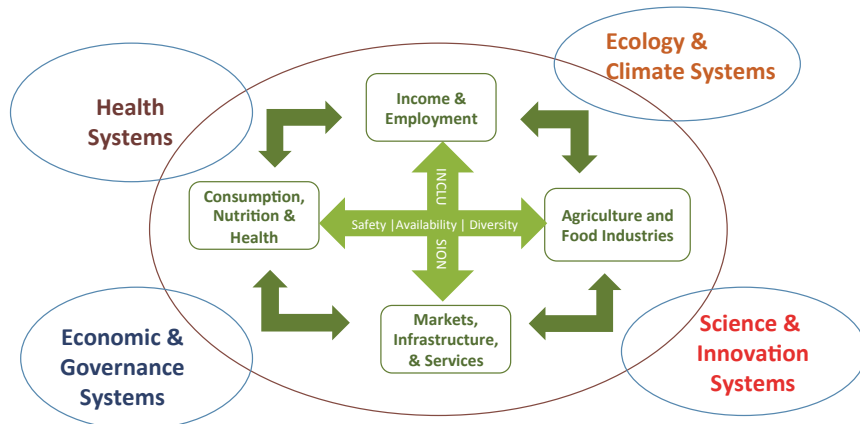 Ecology &
Climate Systems
Health
Systems
Income &
Employment
Consumption,
Nutrition &
Health
INCLU
Safety |Availability | Diversity
SION
Agriculture and
Food Industries
Markets,
Infrastructure,
& Services
Economic &
Governance
Systems
Science &
Innovation
Systems